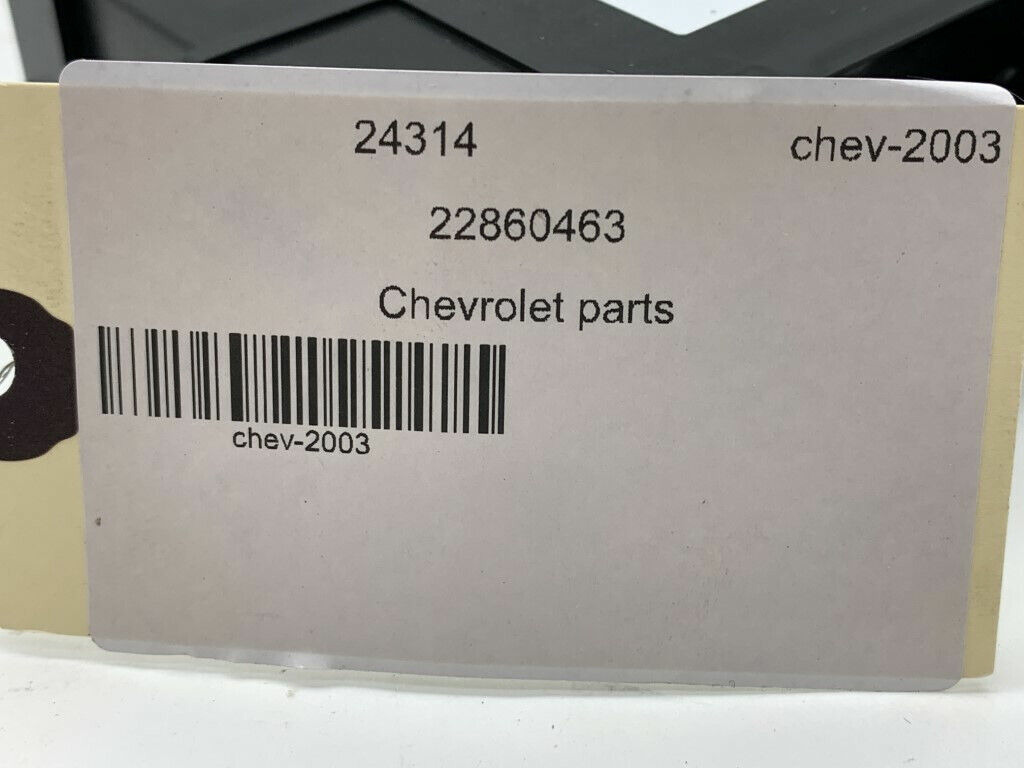 24314 chev-2003
22860463
Chevrolet parts
chev-2003